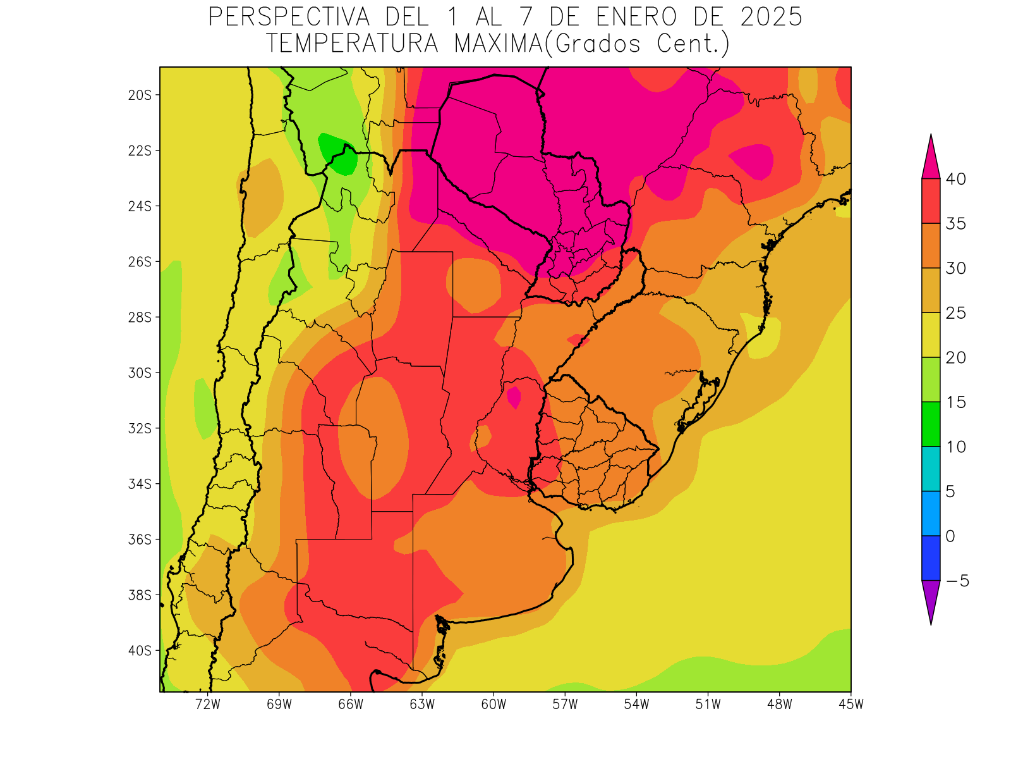 PERSPECTIVA DEL 1 AL 7 DE ENERO DE 2025
TEMPERATURA MAXIMA(Grados Cent.)
20S
22S
24S
26S
28S
30S
32S
34S
36S
38S
40S
72W 69W 66W 63W 60W 57W 54W 51W 48W 45W
40
35
30
25
20
15
10
5
0
−5